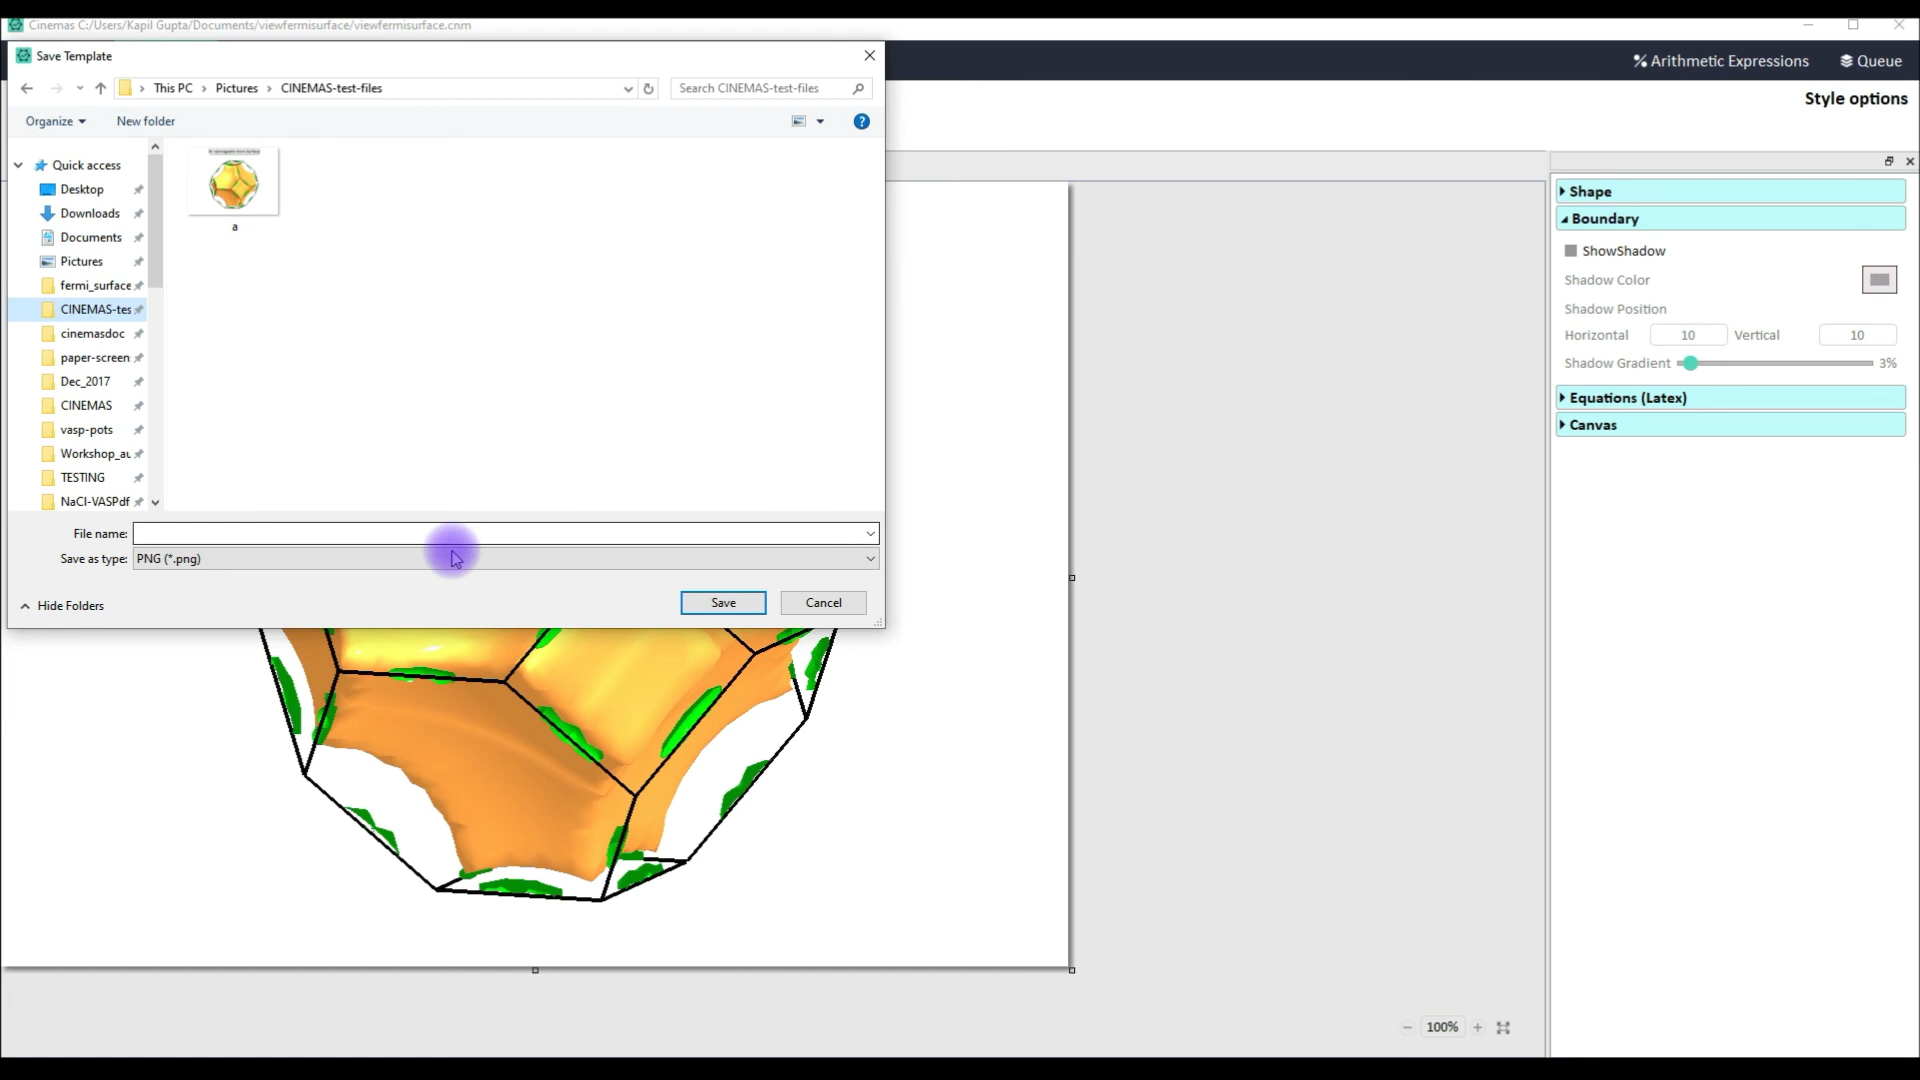 Cinemas C:/Users/Kapil Gupta/Documents/viewfermisurface/viewfermisurface.cnm
Save Template
This PC > Pictures > CINEMAS-test-files
Search CINEMAS-test-files
Organize
New folder
Quick access
Desktop
Downloads
Documents
Pictures
fermi_surface
CINEMAS-tes
cinemasdoc
paper-screen
Dec_2017
CINEMAS
vasp-pots
Workshop_au
TESTING
NaCl-VASPdf
a
File name:
Save as type: PNG (*.png)
Hide Folders
Save
Cancel
Arithmetic Expressions
Queue
Style options
Shape
Boundary
ShowShadow
Shadow Color
Shadow Position
Horizontal 10 Vertical 10
Shadow Gradient 3%
Equations (Latex)
Canvas
100%